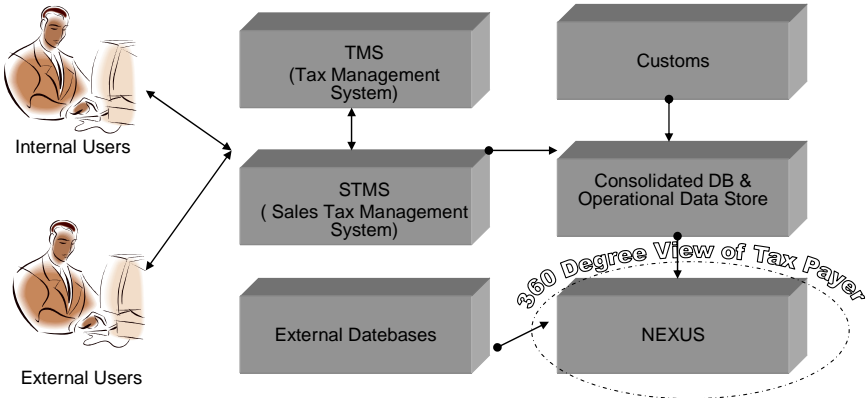 TMS
(Tax Management
System)
Customs
Internal Users
STMS
( Sales Tax Management
System)
Consolidated DB &
Operational Data Store
360 Degree View of Tax Payer
External Datebases
NEXUS
External Users